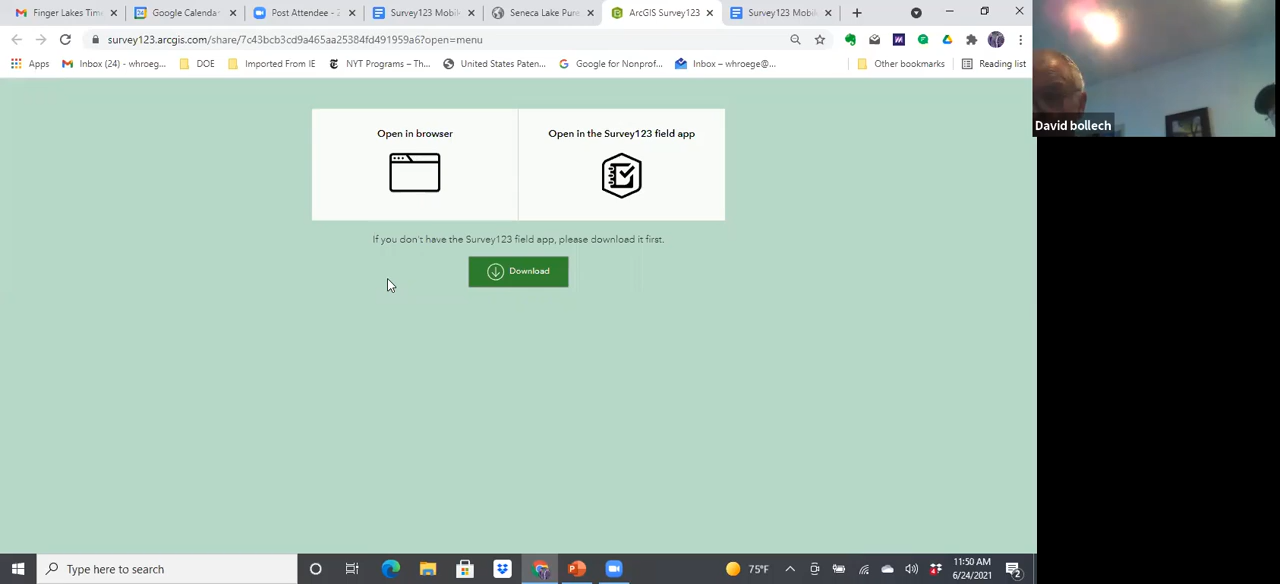 Finger Lakes Tim
Google Calenda
Post Attendee - 2
Survey123 Mobi
Seneca Lake Pure
ArcGIS Survey123
Survey123 Mobi
survey123.arcgis.com/share/7c43bcb3cd9a465aa25384fd491959a6?open=menu
Apps
Inbox (24) - whroeg...
DOE
Imported From IE
NYT Programs – Th...
United States Paten...
Google for Nonprof...
Inbox – whroege@...
Other bookmarks
Reading list
David bollech
Open in browser
Open in the Survey123 field app
If you don't have the Survey123 field app, please download it first.
Download
Type here to search
75°F
11:50 AM
6/24/2021
2